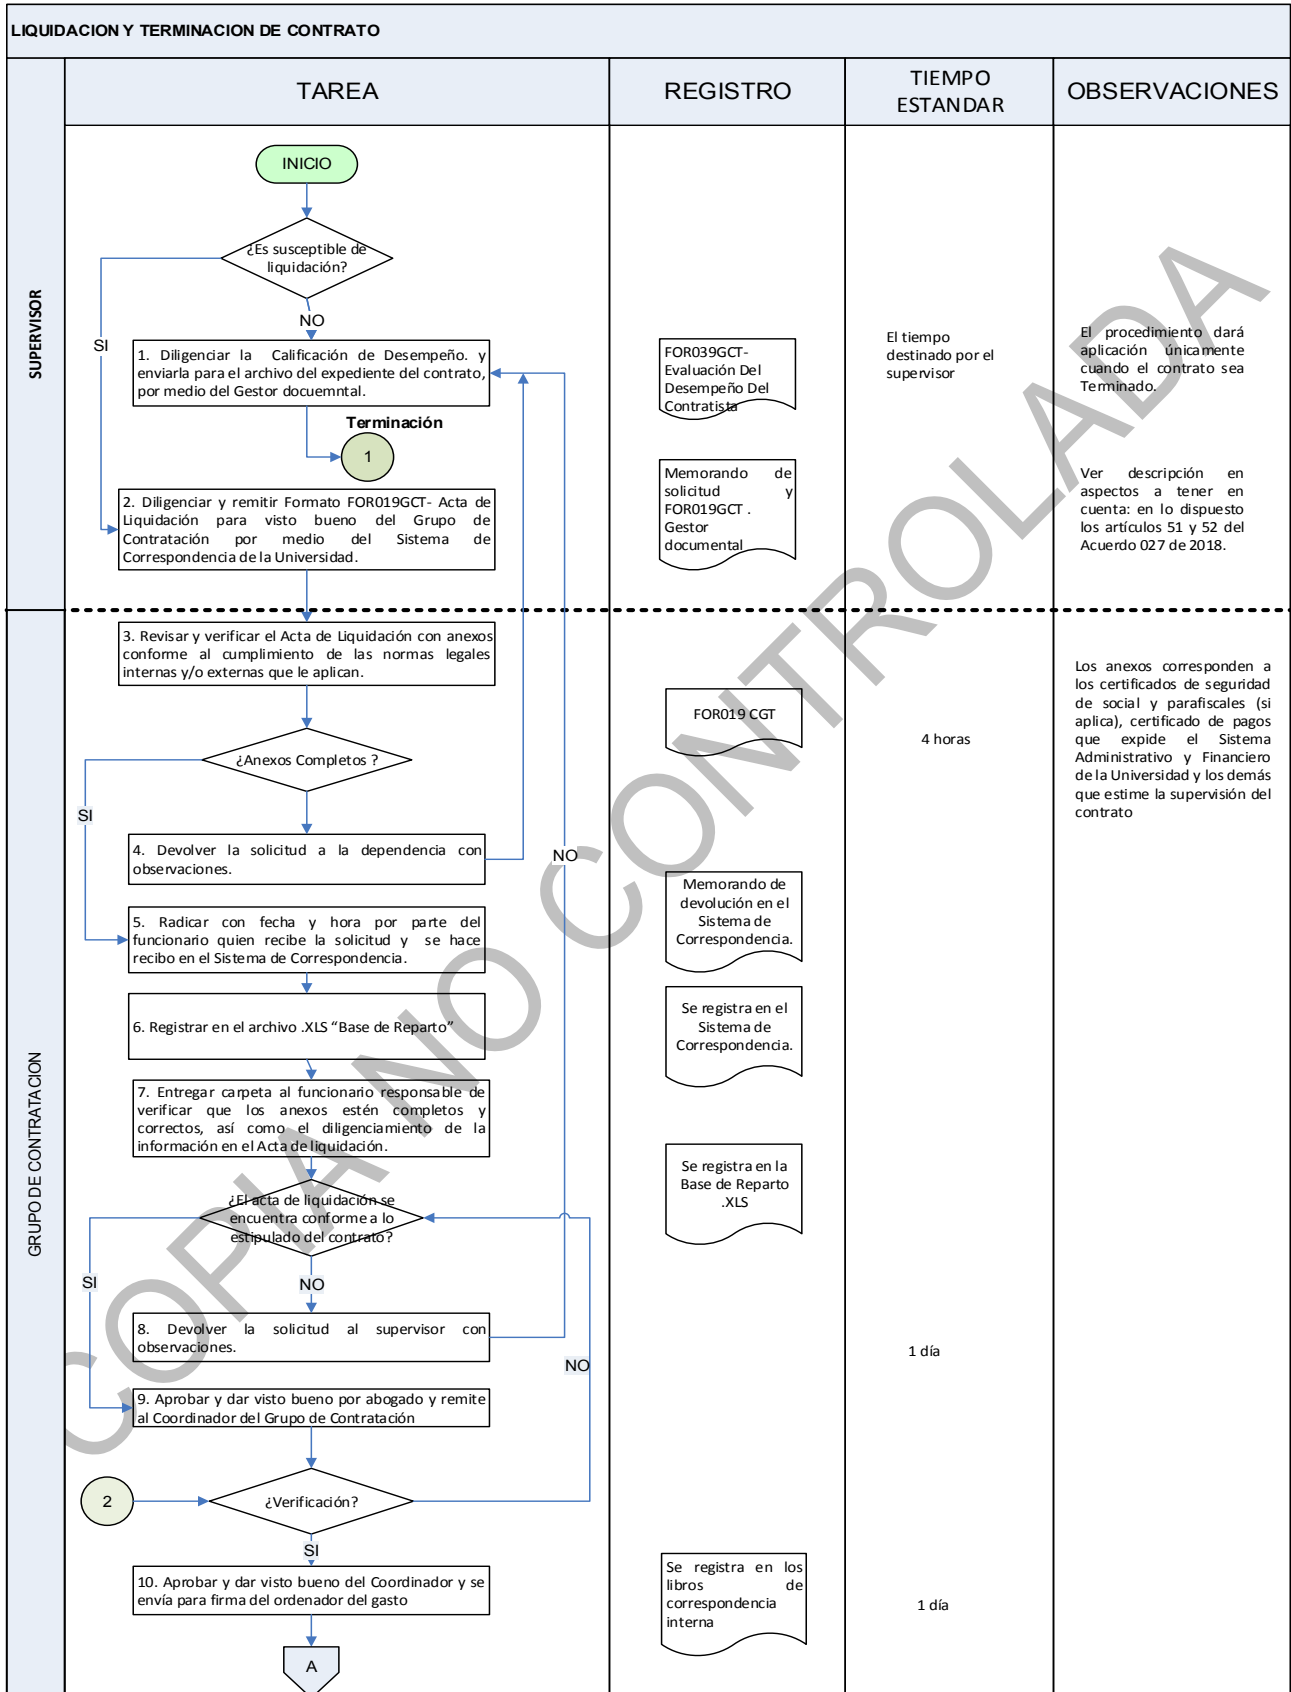 LIQUIDACION Y TERMINACION DE CONTRATO
TAREA
REGISTRO
TIEMPO
ESTANDAR
OBSERVACIONES
SUPERVISOR
INICIO
¿Es susceptible de
liquidación?
SI
NO
1. Diligenciar la Calificación de Desempeño. y
enviarla para el archivo del expediente del contrato,
por medio del Gestor docuemntal.
Terminación
1
2. Diligenciar y remitir Formato FOR019GCT- Acta de
Liquidación para visto bueno del Grupo de
Contratación por medio del Sistema de
Correspondencia de la Universidad.
FOR039GCT-
Evaluación Del
Desempeño Del
Contratista
Memorando de
solicitud y
FOR019GCT .
Gestor
documental
El tiempo
destinado por el
supervisor
El procedimiento dará
aplicación únicamente
cuando el contrato sea
Terminado.
Ver descripción en
aspectos a tener en
cuenta: en lo dispuesto
los artículos 51 y 52 del
Acuerdo 027 de 2018.
GRUPO DE CONTRATACION
3. Revisar y verificar el Acta de Liquidación con anexos
conforme al cumplimiento de las normas legales
internas y/o externas que le aplican.
¿Anexos Completos ?
SI
4. Devolver la solicitud a la dependencia con
observaciones.
NO
5. Radicar con fecha y hora por parte del
funcionario quien recibe la solicitud y se hace
recibo en el Sistema de Correspondencia.
6. Registrar en el archivo .XLS “Base de Reparto”
7. Entregar carpeta al funcionario responsable de
verificar que los anexos estén completos y
correctos, así como el diligenciamiento de la
información en el Acta de liquidación.
¿El acta de liquidación se
encuentra conforme a lo
estipulado del contrato?
SI
NO
8. Devolver la solicitud al supervisor con
observaciones.
NO
9. Aprobar y dar visto bueno por abogado y remite
al Coordinador del Grupo de Contratación
2
¿Verificación?
SI
10. Aprobar y dar visto bueno del Coordinador y se
envía para firma del ordenador del gasto
A
FOR019 CGT
Memorando de
devolución en el
Sistema de
Correspondencia.
Se registra en el
Sistema de
Correspondencia.
Se registra en la
Base de Reparto
.XLS
Se registra en los
libros de
correspondencia
interna
4 horas
1 día
1 día
Los anexos corresponden a
los certificados de seguridad
de social y parafiscales (si
aplica), certificado de pagos
que expide el Sistema
Administrativo y Financiero
de la Universidad y los demás
que estime la supervisión del
contrato
COPIA NO CONTROLADA